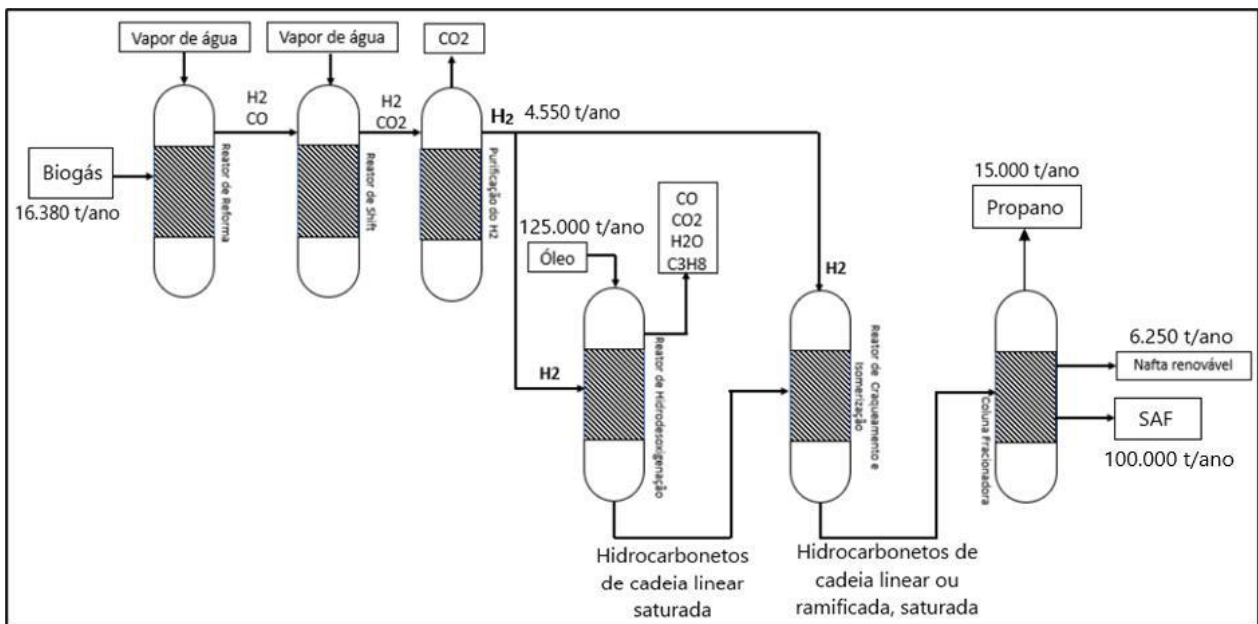 Vapor de água
Vapor de água
CO2
H2
CO
H2
CO2
H2
4.550 t/ano
Biogás
16.380 t/ano
Reator de Reforma
Reator de Shift
Purificação do H2
125.000 t/ano
Óleo
CO
CO2
H2O
C3H8
H2
H2
Reator de Hidrodesoxigenação
Reator de Craqueamento e
Isomerização
15.000 t/ano
Propano
6.250 t/ano
Nafta renovável
SAF
100.000 t/ano
Coluna Fracionadora
Hidrocarbonetos
de cadeia linear
saturada
Hidrocarbonetos de
cadeia linear ou
ramificada, saturada